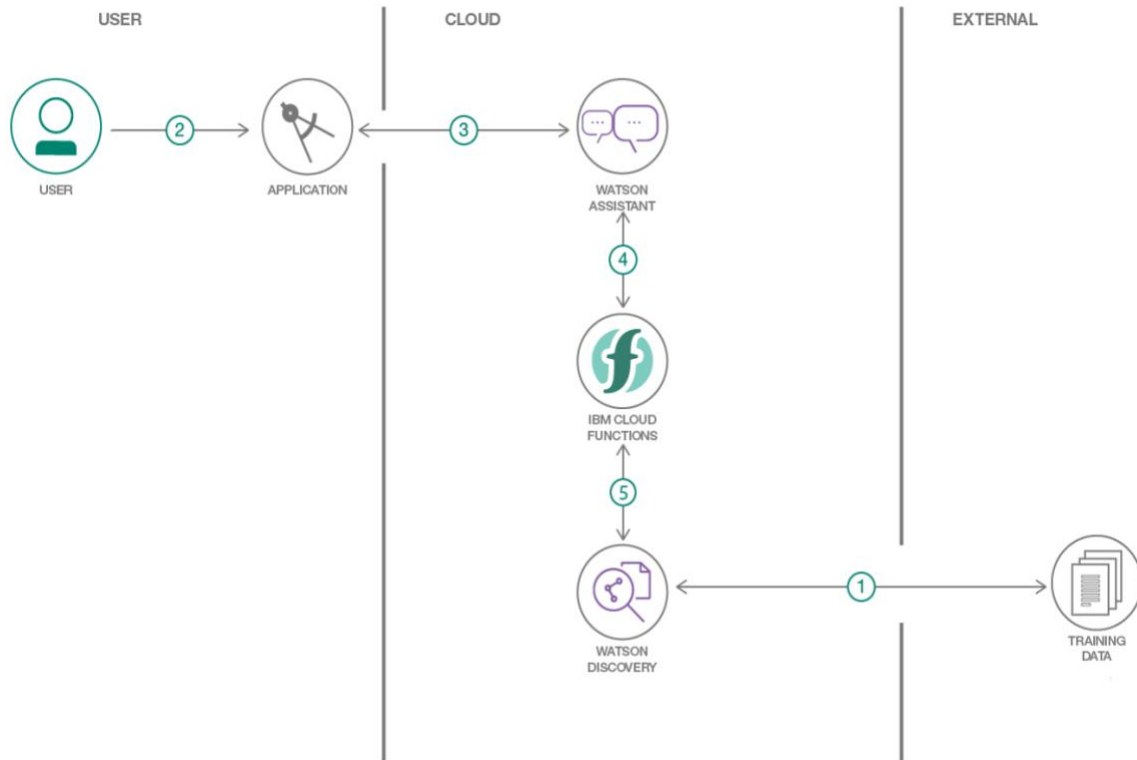 USER
CLOUD
EXTERNAL
2
3
USER
APPLICATION
WATSON
ASSISTANT
4
IBM CLOUD
FUNCTIONS
5
1
WATSON
DISCOVERY
TRAINING
DATA